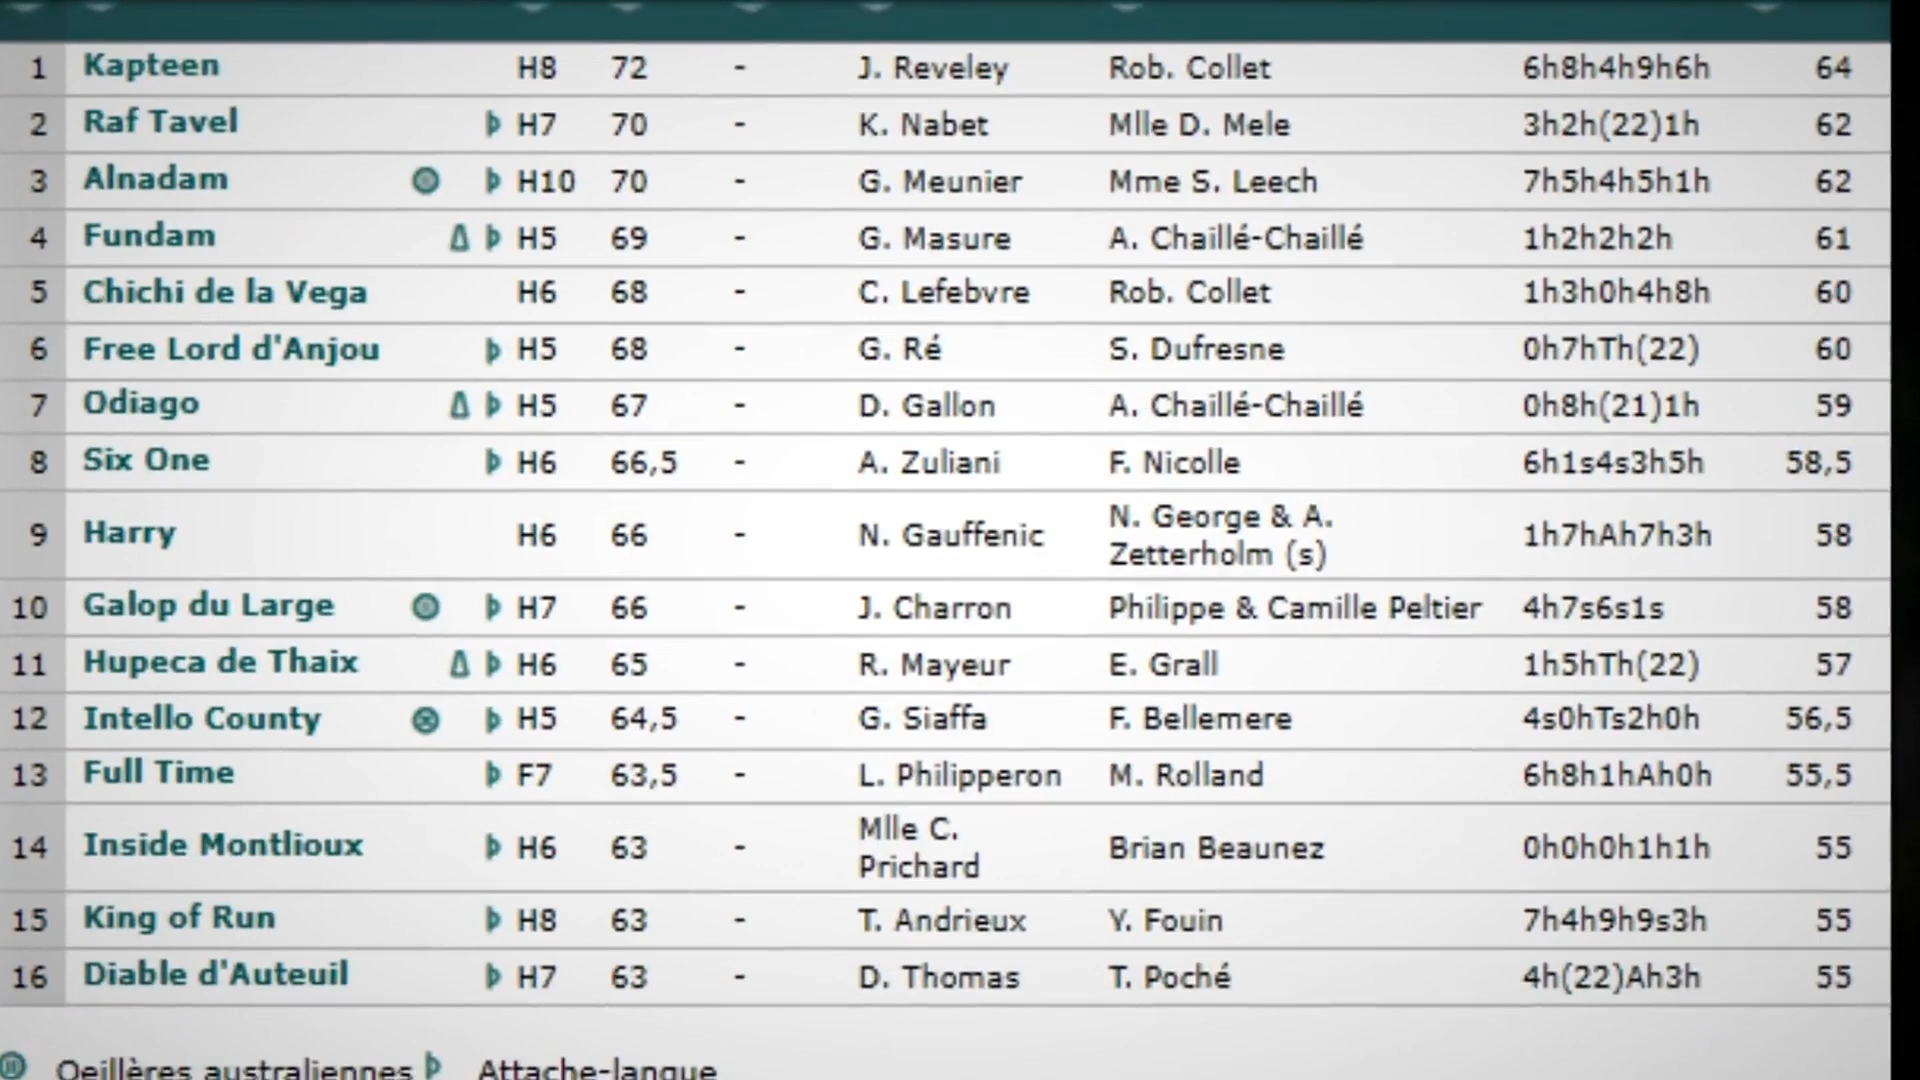 1 Kapteen H8 72 - J. Reveley Rob. Collet 6h8h4h9h6h 64
2 Raf Tavel H7 70 - K. Nabet Mlle D. Mele 3h2h(22)1h 62
3 Alnadam H10 70 - G. Meunier Mme S. Leech 7h5h4h5h1h 62
4 Fundam H5 69 - G. Masure A. Chaillé-Chaillé 1h2h2h2h 61
5 Chichi de la Vega H6 68 - C. Lefebvre Rob. Collet 1h3h0h4h8h 60
6 Free Lord d'Anjou H5 68 - G. Ré S. Dufresne 0h7hTh(22) 60
7 Odiago H5 67 - D. Gallon A. Chaillé-Chaillé 0h8h(21)1h 59
8 Six One H6 66,5 - A. Zuliani F. Nicolle 6h1s4s3h5h 58,5
9 Harry H6 66 - N. Gauffenic N. George & A. Zetterholm (s) 1h7hAh7h3h 58
10 Galop du Large H7 66 - J. Charron Philippe & Camille Peltier 4h7s6s1s 58
11 Hupeca de Thaix H6 65 - R. Mayeur E. Grall 1h5hTh(22) 57
12 Intello County H5 64,5 - G. Siaffa F. Bellemere 4s0hTs2h0h 56,5
13 Full Time F7 63,5 - L. Philipperon M. Rolland 6h8h1hAh0h 55,5
14 Inside Montlioux H6 63 - Mlle C. Prichard Brian Beaunez 0h0h0h1h1h 55
15 King of Run H8 63 - T. Andrieux Y. Fouin 7h4h9h9s3h 55
16 Diable d'Auteuil H7 63 - D. Thomas T. Poché 4h(22)Ah3h 55
Oeillères australiennes Attache-langue